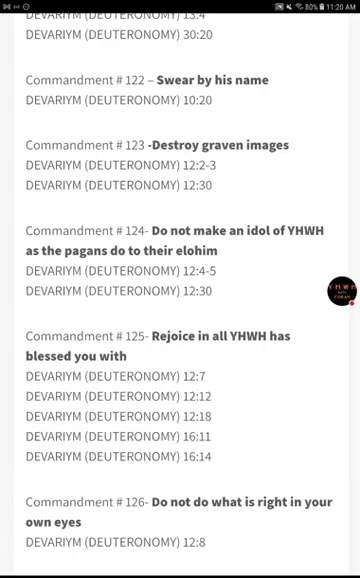 80% 11:20 AM
DEVARIYM (DEUTERONOMY) 13:4
DEVARIYM (DEUTERONOMY) 30:20
Commandment # 122 – Swear by his name
DEVARIYM (DEUTERONOMY) 10:20
Commandment # 123 -Destroy graven images
DEVARIYM (DEUTERONOMY) 12:2-3
DEVARIYM (DEUTERONOMY) 12:30
Commandment # 124- Do not make an idol of YHWH
as the pagans do to their elohim
DEVARIYM (DEUTERONOMY) 12:4-5
DEVARIYM (DEUTERONOMY) 12:30
YHWH
Commandment # 125- Rejoice in all YHWH has
blessed you with
DEVARIYM (DEUTERONOMY) 12:7
DEVARIYM (DEUTERONOMY) 12:12
DEVARIYM (DEUTERONOMY) 12:18
DEVARIYM (DEUTERONOMY) 16:11
DEVARIYM (DEUTERONOMY) 16:14
Commandment # 126- Do not do what is right in your
own eyes
DEVARIYM (DEUTERONOMY) 12:8